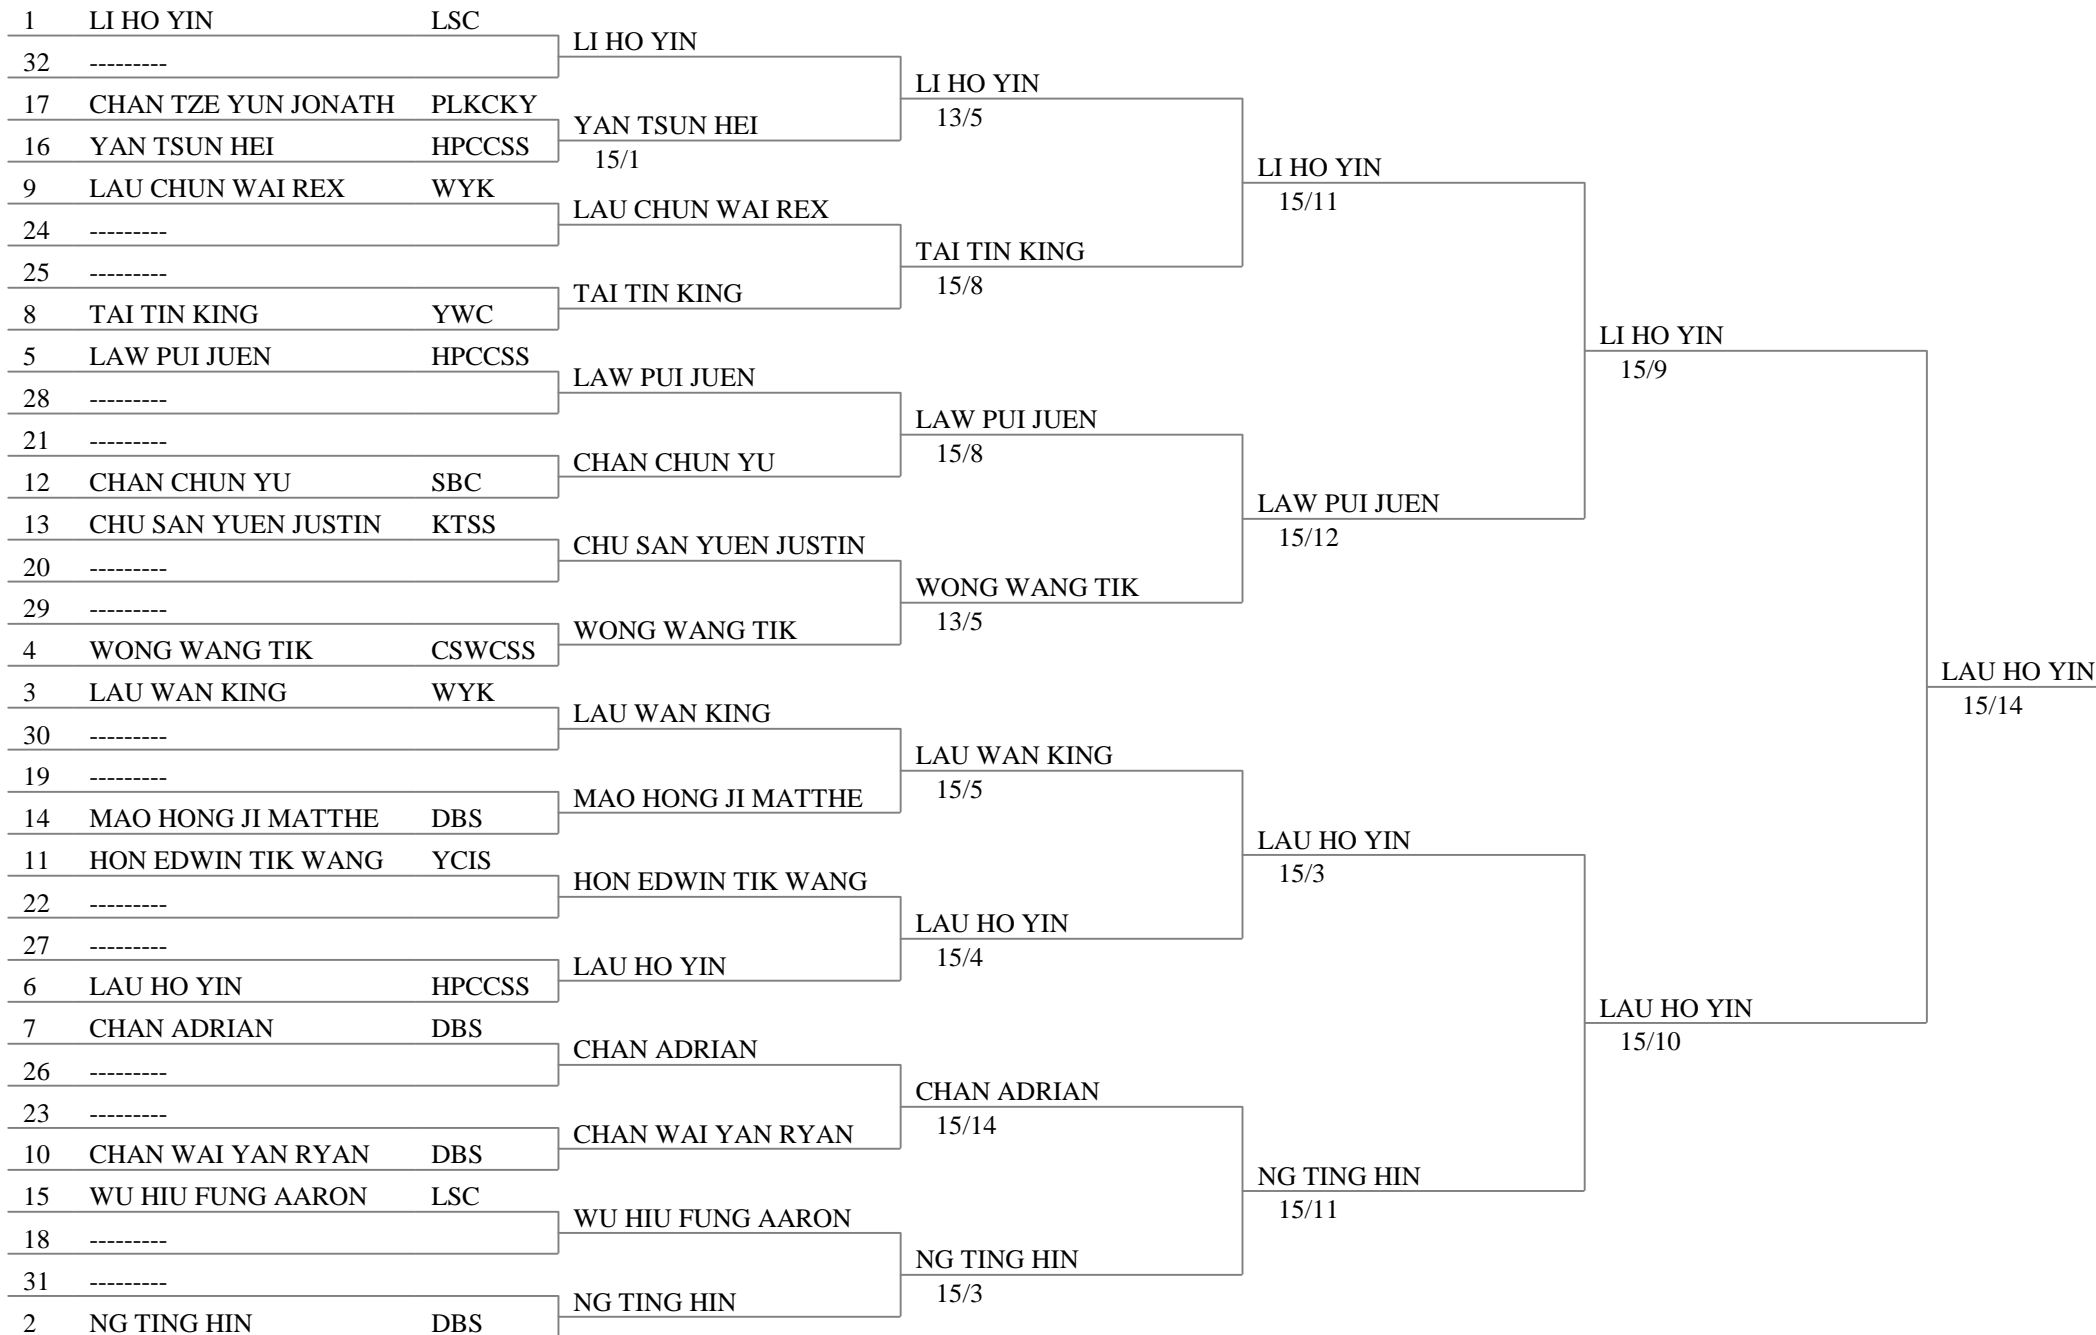 1 LI HO YIN LSC
LI HO YIN
32 ---------
LI HO YIN
17 CHAN TZE YUN JONATH PLKCKY
13/5
YAN TSUN HEI
16 YAN TSUN HEI HPCCSS
15/1
LI HO YIN
9 LAU CHUN WAI REX WYK
15/11
LAU CHUN WAI REX
24 ---------
TAI TIN KING
25 ---------
15/8
TAI TIN KING
8 TAI TIN KING YWC
LI HO YIN
5 LAW PUI JUEN HPCCSS
15/9
LAW PUI JUEN
28 ---------
LAW PUI JUEN
21 ---------
15/8
CHAN CHUN YU
12 CHAN CHUN YU SBC
LAW PUI JUEN
13 CHU SAN YUEN JUSTIN KTSS
15/12
CHU SAN YUEN JUSTIN
20 ---------
WONG WANG TIK
29 ---------
13/5
WONG WANG TIK
4 WONG WANG TIK CSWCSS
LAU HO YIN
3 LAU WAN KING WYK
15/14
LAU WAN KING
30 ---------
LAU WAN KING
19 ---------
15/5
MAO HONG JI MATTHE
14 MAO HONG JI MATTHE DBS
LAU HO YIN
11 HON EDWIN TIK WANG YCIS
15/3
HON EDWIN TIK WANG
22 ---------
LAU HO YIN
27 ---------
15/4
LAU HO YIN
6 LAU HO YIN HPCCSS
LAU HO YIN
7 CHAN ADRIAN DBS
15/10
CHAN ADRIAN
26 ---------
CHAN ADRIAN
23 ---------
15/14
CHAN WAI YAN RYAN
10 CHAN WAI YAN RYAN DBS
NG TING HIN
15 WU HIU FUNG AARON LSC
15/11
WU HIU FUNG AARON
18 ---------
NG TING HIN
31 ---------
15/3
NG TING HIN
2 NG TING HIN DBS